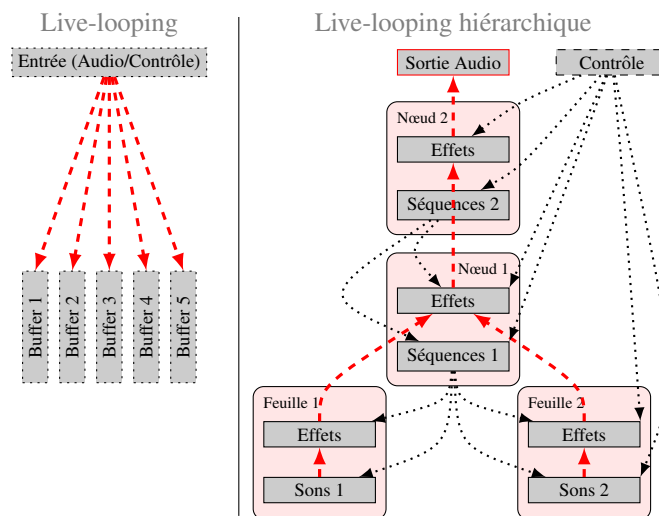 Live-looping
Entrée (Audio/Contrôle)
Buffer 1
Buffer 2
Buffer 3
Buffer 4
Buffer 5
Live-looping hiérarchique
Sortie Audio
Contrôle
Nœud 2
Effets
Séquences 2
Nœud 1
Effets
Séquences 1
Feuille 1
Effets
Sons 1
Feuille 2
Effets
Sons 2